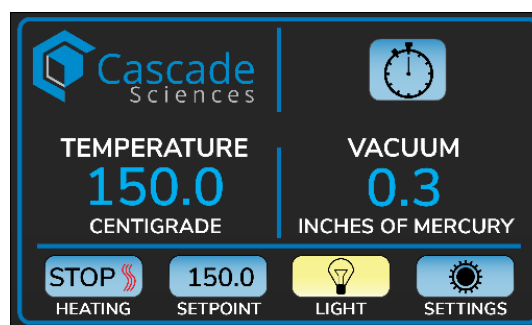 Cascade
Sciences
TEMPERATURE
150.0
CENTIGRADE
VACUUM
0.3
INCHES OF MERCURY
STOP
HEATING
150.0
SETPOINT
LIGHT
SETTINGS